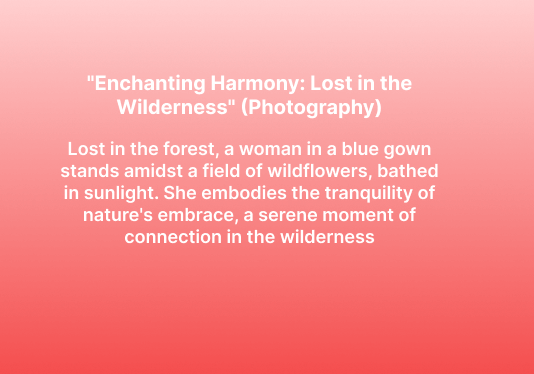 "Enchanting Harmony: Lost in the
Wilderness" (Photography)
Lost in the forest, a woman in a blue gown
stands amidst a field of wildflowers, bathed
in sunlight. She embodies the tranquility of
nature's embrace, a serene moment of
connection in the wilderness